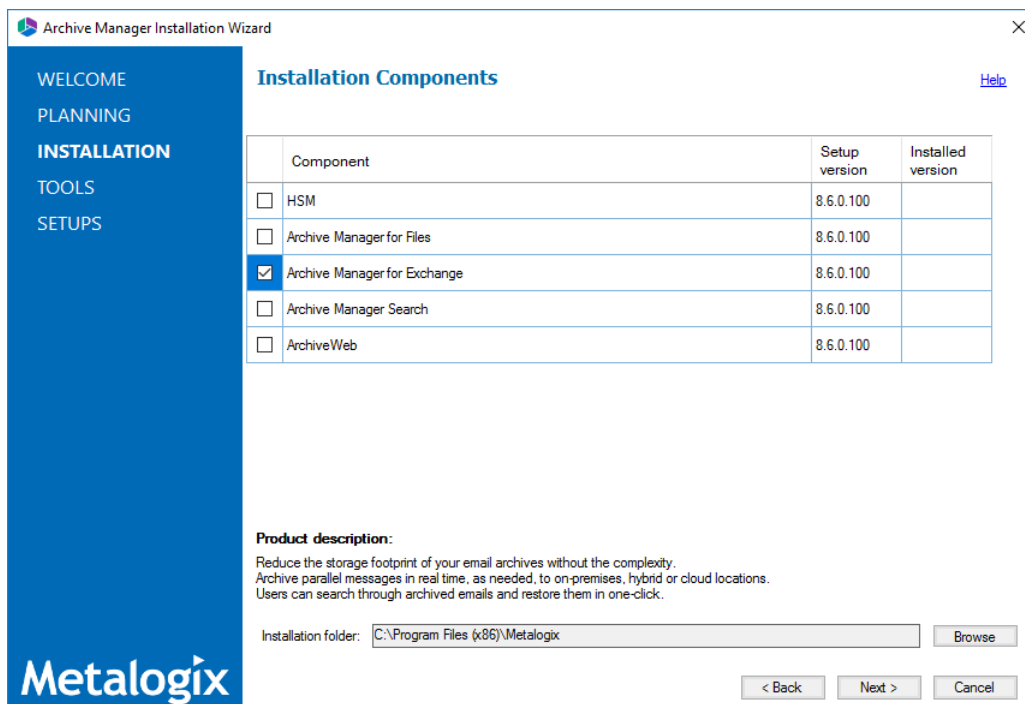 Archive Manager Installation Wizard
WELCOME
PLANNING
INSTALLATION
TOOLS
SETUPS
Installation Components
Help
Component
Setup version
Installed version
HSM 8.6.0.100
Archive Manager for Files 8.6.0.100
Archive Manager for Exchange 8.6.0.100
Archive Manager Search 8.6.0.100
ArchiveWeb 8.6.0.100
Product description:
Reduce the storage footprint of your email archives without the complexity.
Archive parallel messages in real time, as needed, to on-premises, hybrid or cloud locations.
Users can search through archived emails and restore them in one-click.
Installation folder: C:\Program Files (x86)\Metalogix Browse
Metalogix
< Back Next > Cancel